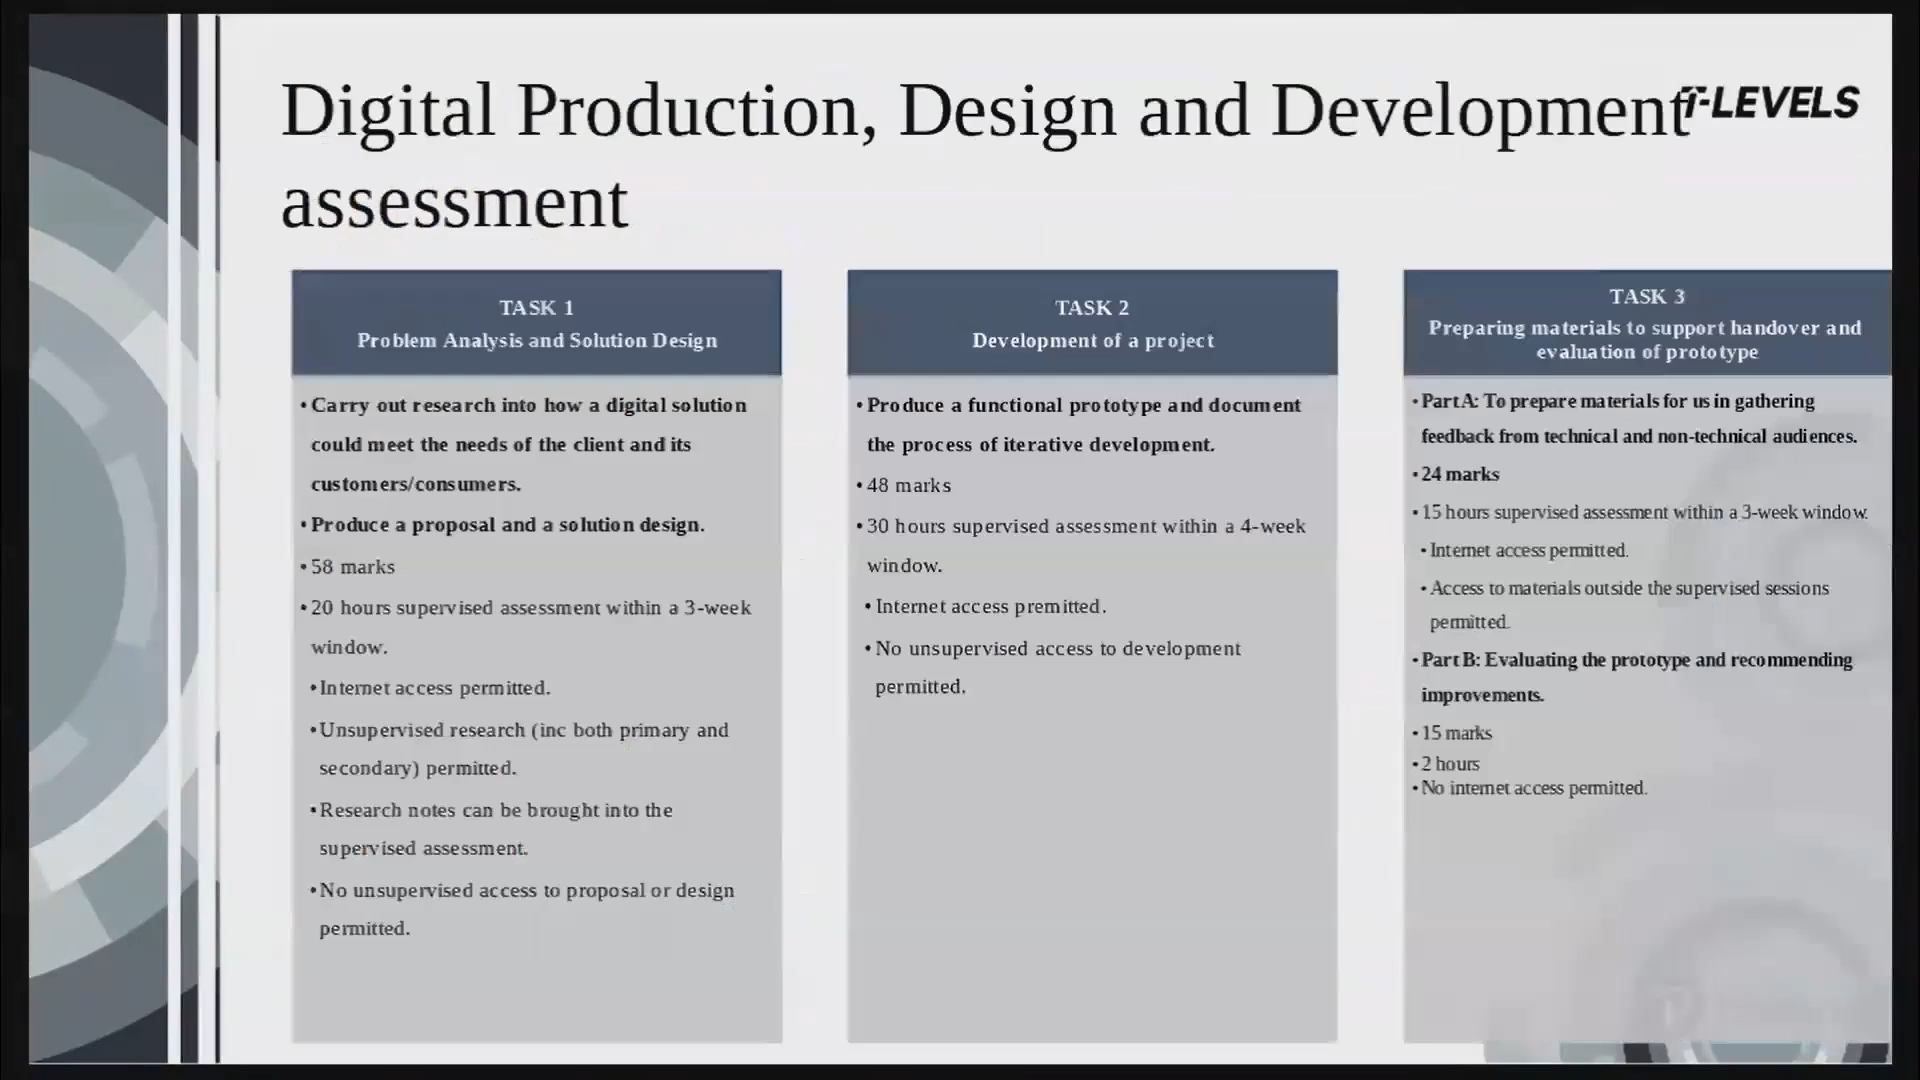 Digital Production, Design and Development
T-LEVELS
assessment
TASK 1
Problem Analysis and Solution Design
•Carry out research into how a digital solution
could meet the needs of the client and its
customers/consumers.
•Produce a proposal and a solution design.
•58 marks
•20 hours supervised assessment within a 3-week
window.
•Internet access permitted.
•Unsupervised research (inc both primary and
secondary) permitted.
•Research notes can be brought into the
supervised assessment.
•No unsupervised access to proposal or design
permitted.
TASK 2
Development of a project
•Produce a functional prototype and document
the process of iterative development.
•48 marks
•30 hours supervised assessment within a 4-week
window.
•Internet access premitted.
•No unsupervised access to development
permitted.
TASK 3
Preparing materials to support handover and
evaluation of prototype
•Part A: To prepare materials for us in gathering
feedback from technical and non-technical audiences.
•24 marks
•15 hours supervised assessment within a 3-week window.
•Internet access permitted.
•Access to materials outside the supervised sessions
permitted.
•Part B: Evaluating the prototype and recommending
improvements.
•15 marks
•2 hours
•No internet access permitted.